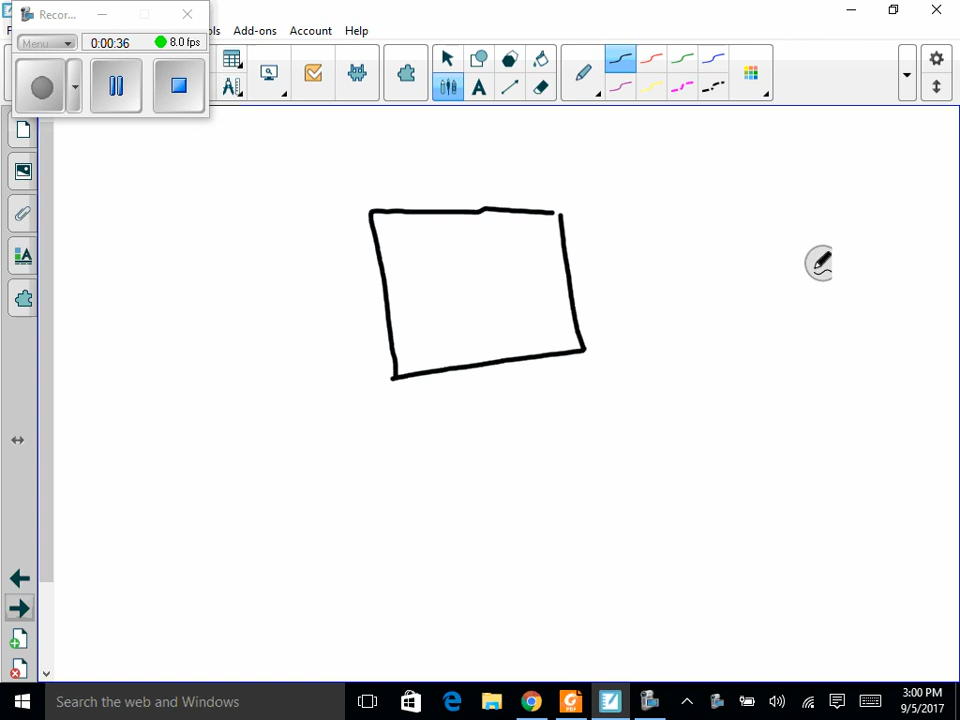 Recor...
Menu
0:00:36
8.0 fps
Add-ons
Account
Help
A
A
Search the web and Windows
PDF
3:00 PM
9/5/2017